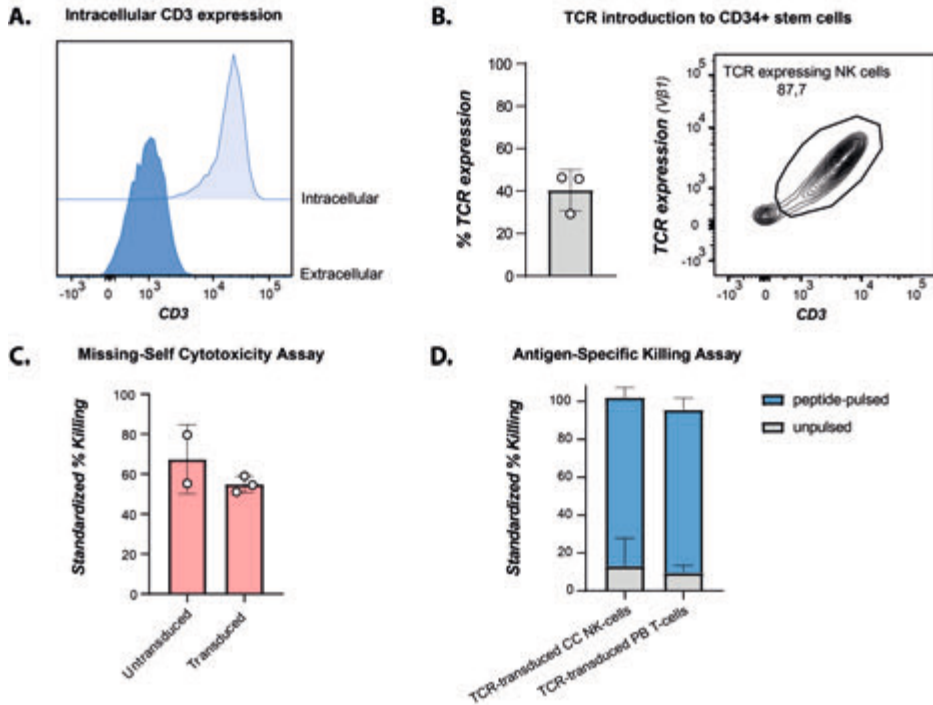 A.
Intracellular CD3 expression
Intracellular
Extracellular
-10³ 0 10³ 10⁴ 10⁵
CD3
B.
TCR introduction to CD34+ stem cells
100
80
60
40
20
0
% TCR expression
TCR expressing NK cells
87,7
10⁵
10⁴
10³
0
-10³
TCR expression (Vβ1)
-10³ 0 10³ 10⁴ 10⁵
CD3
C.
Missing-Self Cytotoxicity Assay
100
80
60
40
20
0
Standardized % Killing
Untransduced
Transduced
D.
Antigen-Specific Killing Assay
100
80
60
40
20
0
Standardized % Killing
TCR-transduced CC NK-cells
TCR-transduced PB T-cells
peptide-pulsed
unpulsed